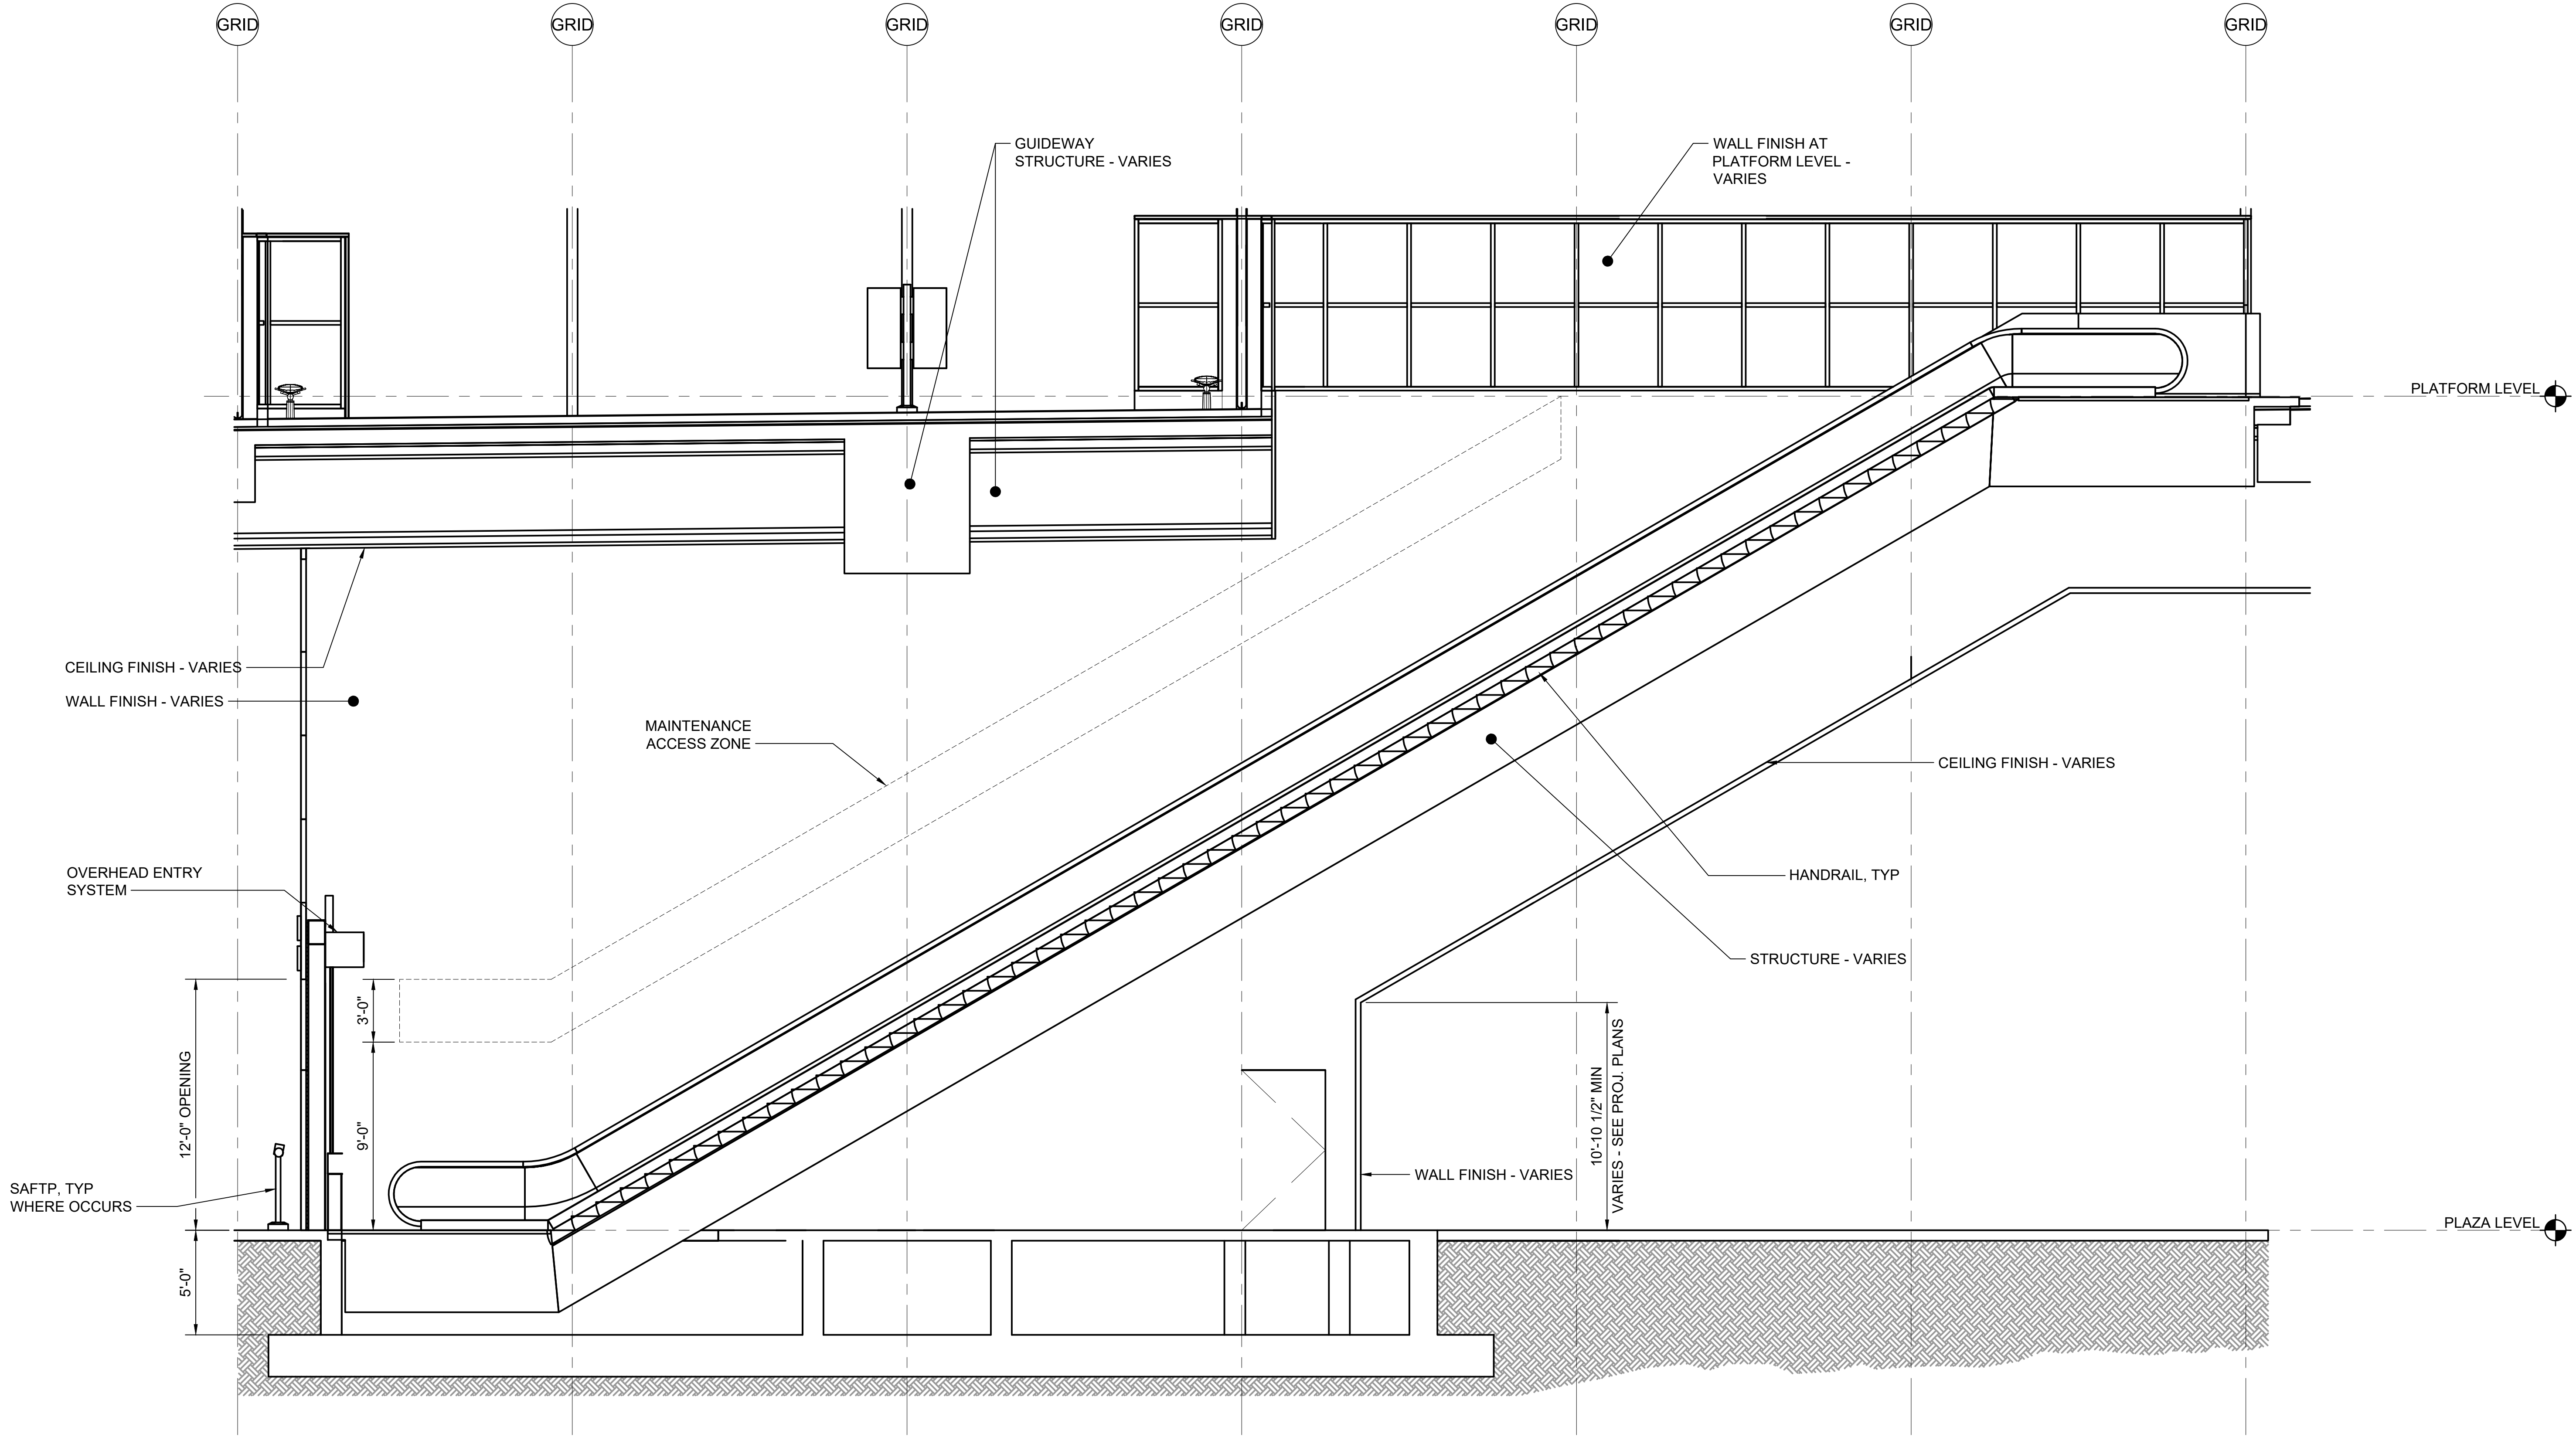 GRID
GRID
GRID
GRID
GRID
GRID
GRID
GUIDEWAY
STRUCTURE - VARIES
WALL FINISH AT
PLATFORM LEVEL -
VARIES
PLATFORM LEVEL
CEILING FINISH - VARIES
WALL FINISH - VARIES
MAINTENANCE
ACCESS ZONE
CEILING FINISH - VARIES
OVERHEAD ENTRY
SYSTEM
HANDRAIL, TYP
STRUCTURE - VARIES
3'-0"
12'-0" OPENING
9'-0"
10'-10 1/2" MIN
VARIES - SEE PROJ. PLANS
WALL FINISH - VARIES
SAFTP, TYP
WHERE OCCURS
PLAZA LEVEL
5'-0"